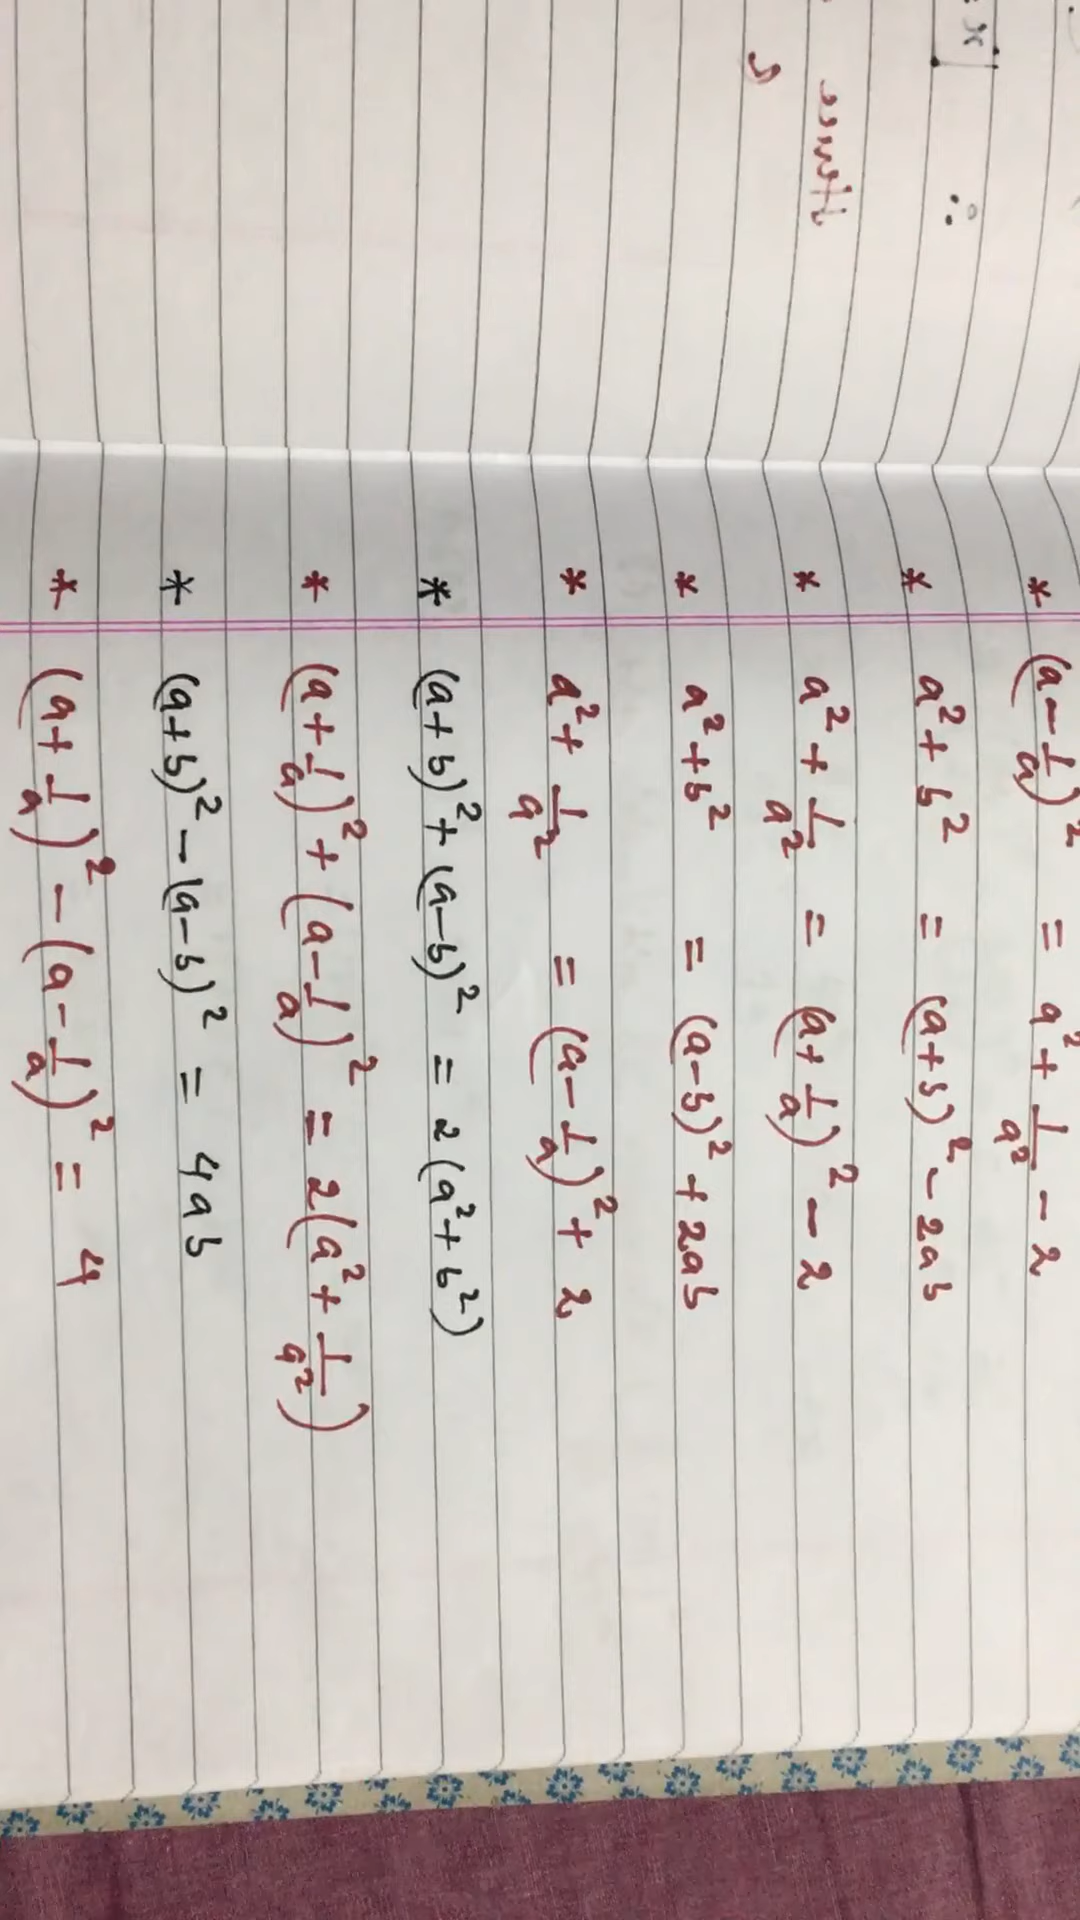 * (a - 1/a)² = a² + 1/a² - 2
* a² + b² = (a+b)² - 2ab
* a² + 1/a² = (a + 1/a)² - 2
* a² + b² = (a-b)² + 2ab
* a² + 1/a² = (a - 1/a)² + 2
* (a+b)² + (a-b)² = 2(a² + b²)
* (a + 1/a)² + (a - 1/a)² = 2(a² + 1/a²)
* (a+b)² - (a-b)² = 4ab
* (a + 1/a)² - (a - 1/a)² = 4